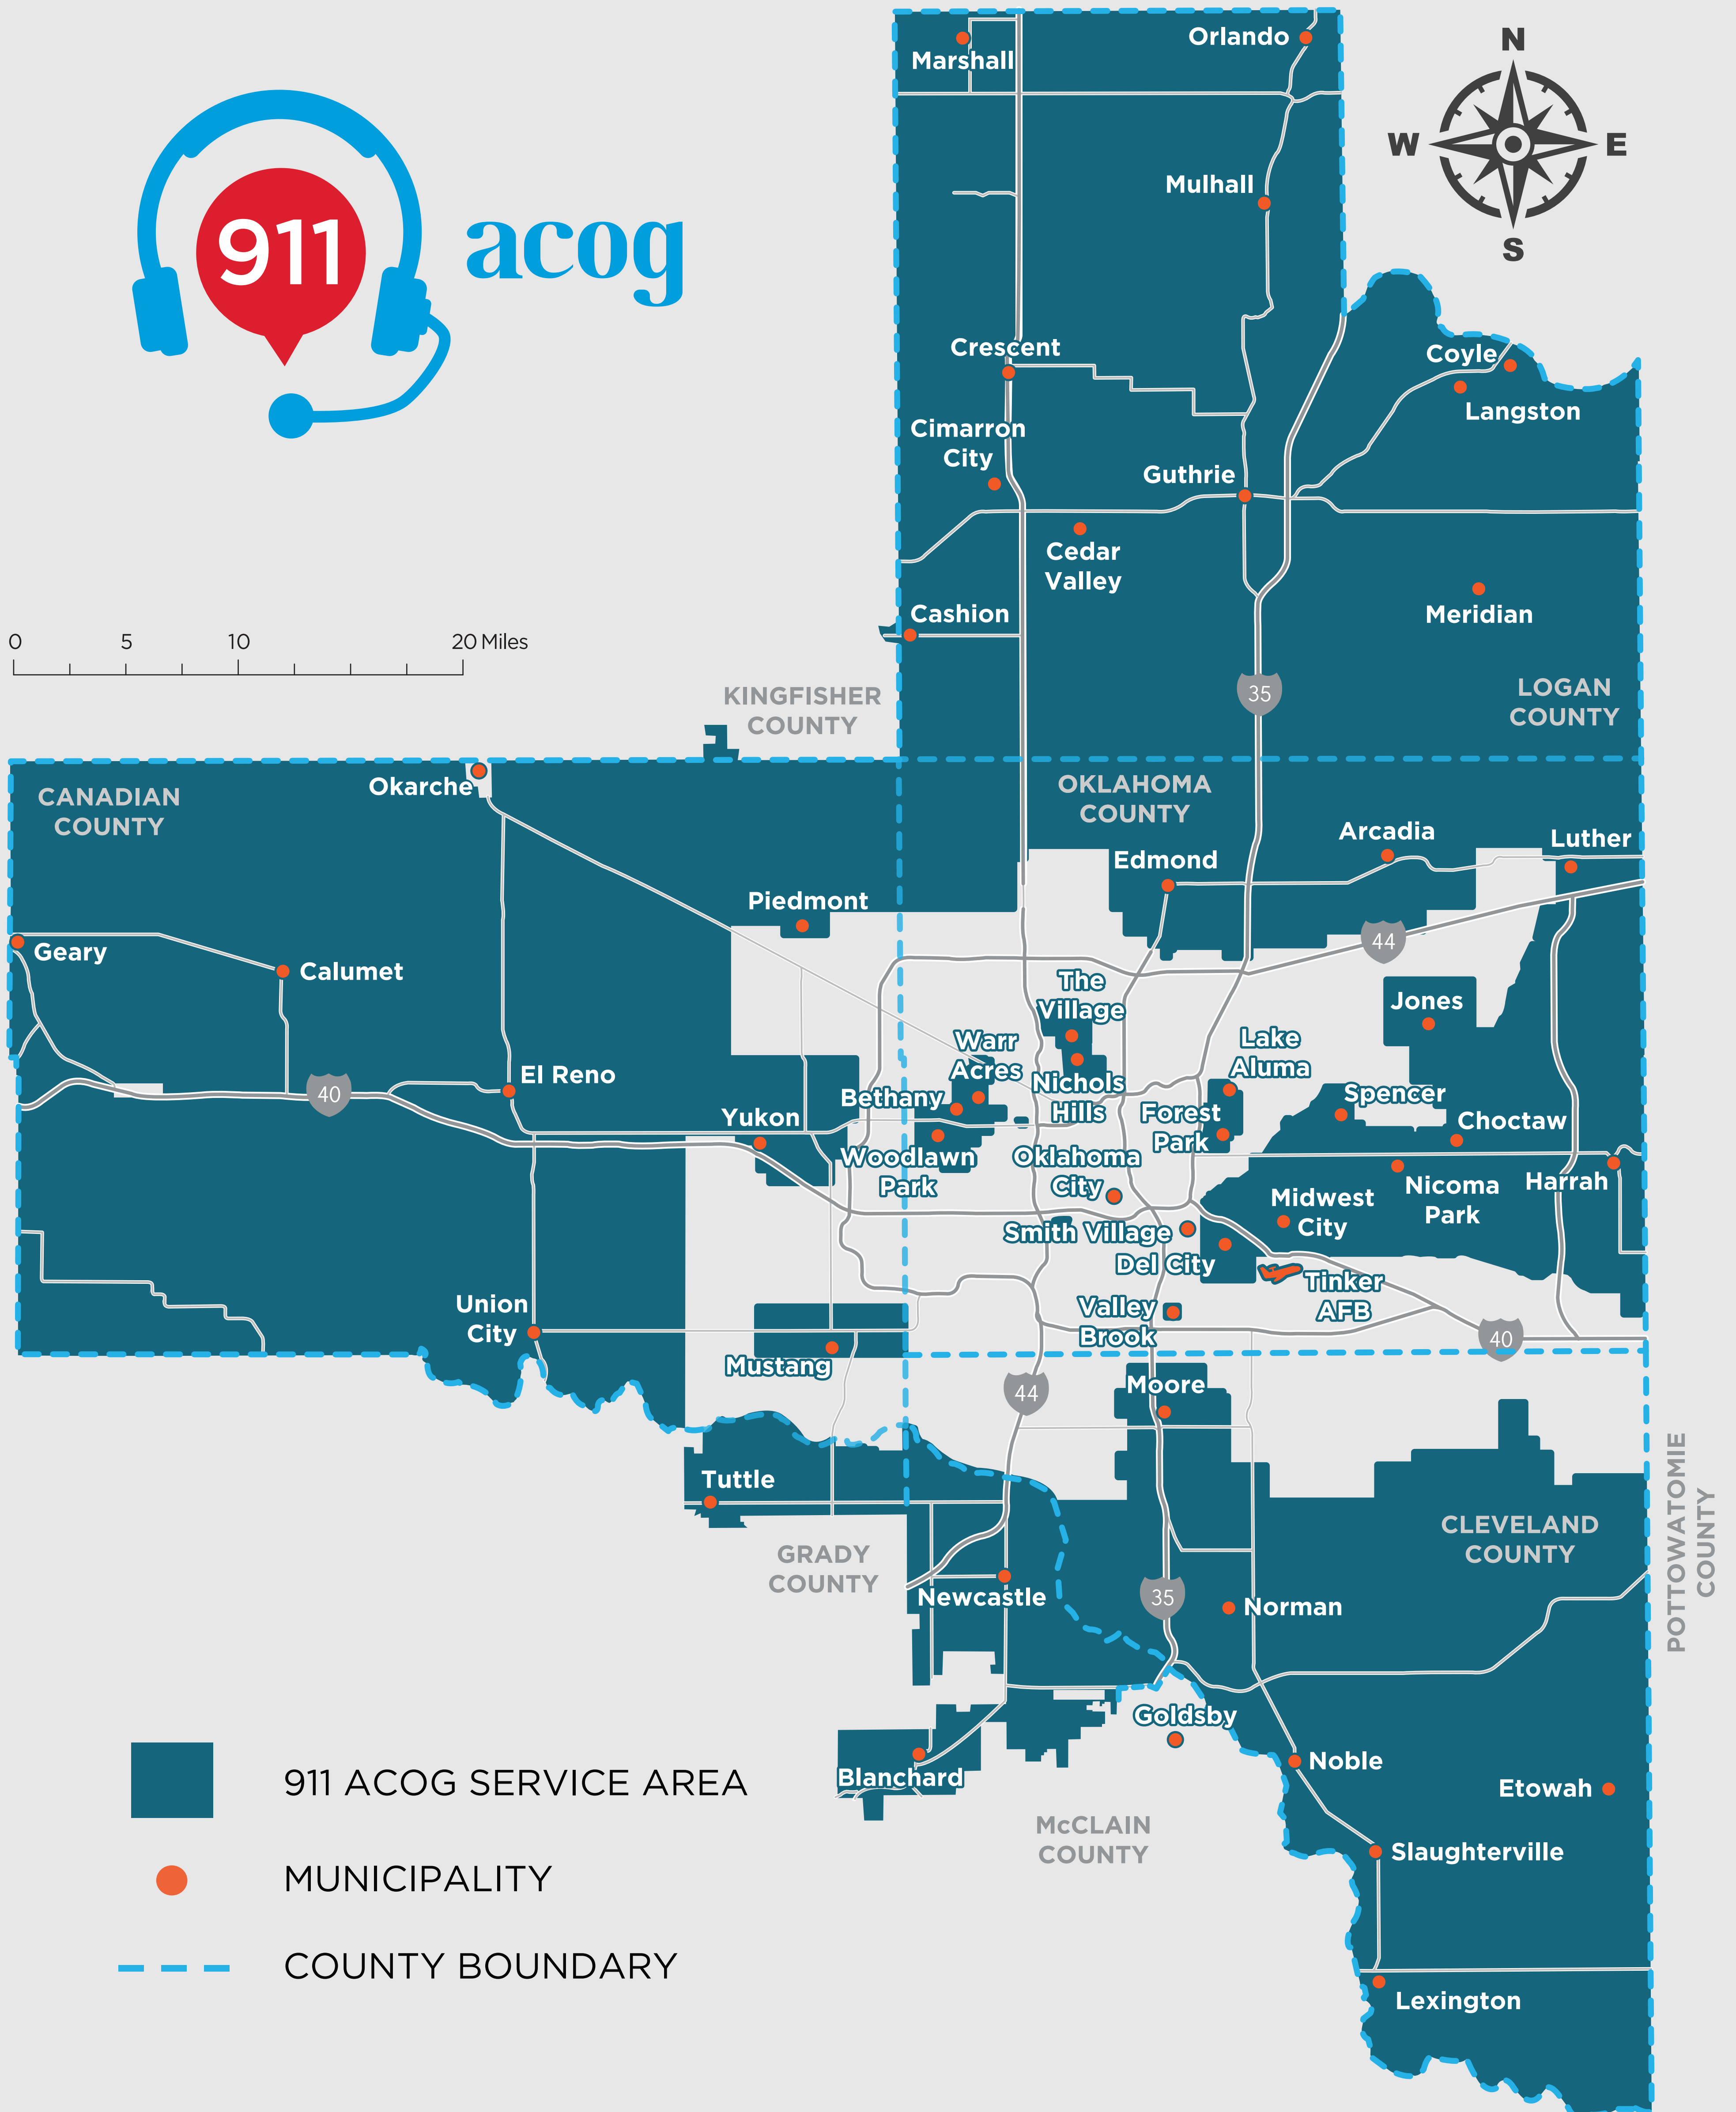 N
W
E
S
911
acog
Marshall
Orlando
Mulhall
Crescent
Coyle
Langston
Cimarron
City
Guthrie
Cedar
Valley
Meridian
Cashion
0 5 10 20 Miles
35
LOGAN
COUNTY
KINGFISHER
COUNTY
CANADIAN
COUNTY
Okarche
OKLAHOMA
COUNTY
Arcadia
Luther
Edmond
Piedmont
44
Geary
Calumet
The
Village
Jones
Warr
Acres
Lake
Aluma
40
El Reno
Nichols
Hills
Bethany
Spencer
Yukon
Forest
Park
Choctaw
Woodlawn
Park
Oklahoma
City
Nicoma
Park
Harrah
Midwest
City
Smith Village
Del City
Tinker
AFB
Union
City
Valley
Brook
40
Mustang
44
Moore
Tuttle
POTTOWATOMIE
COUNTY
CLEVELAND
COUNTY
GRADY
COUNTY
Newcastle
35
Norman
Goldsby
Noble
Blanchard
Etowah
McCLAIN
COUNTY
Slaughterville
Lexington
911 ACOG SERVICE AREA
MUNICIPALITY
COUNTY BOUNDARY